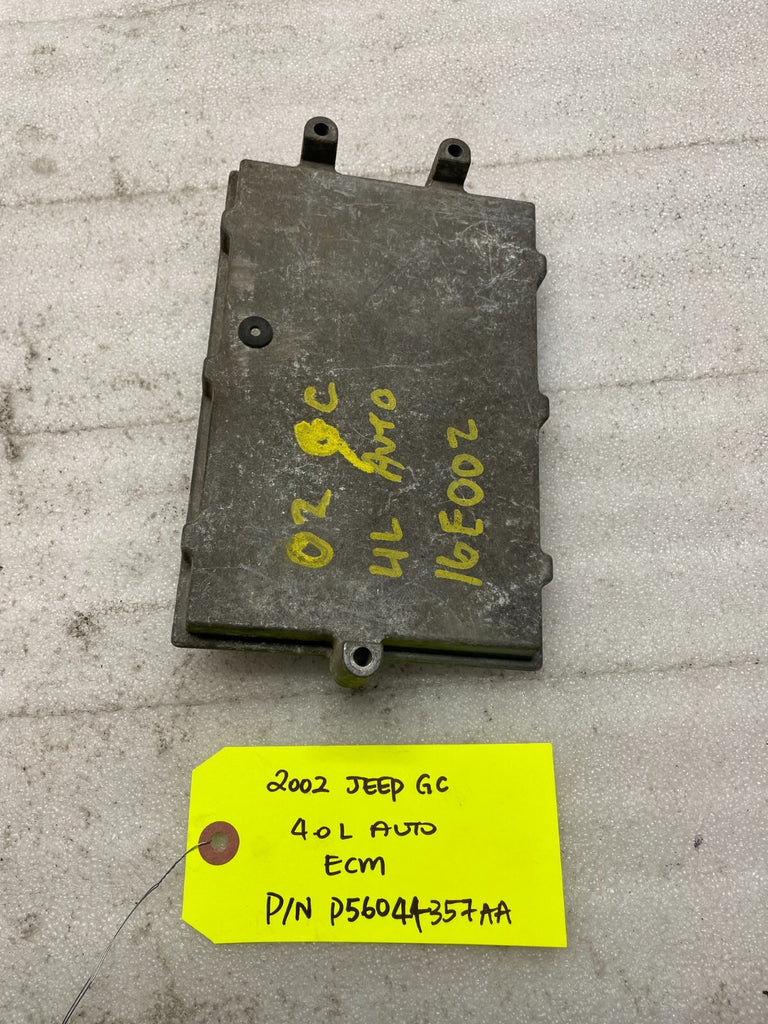 02 GC
4L AUTO
16E002
2002 JEEP GC
4.0L AUTO
ECM
P/N P56044357AA